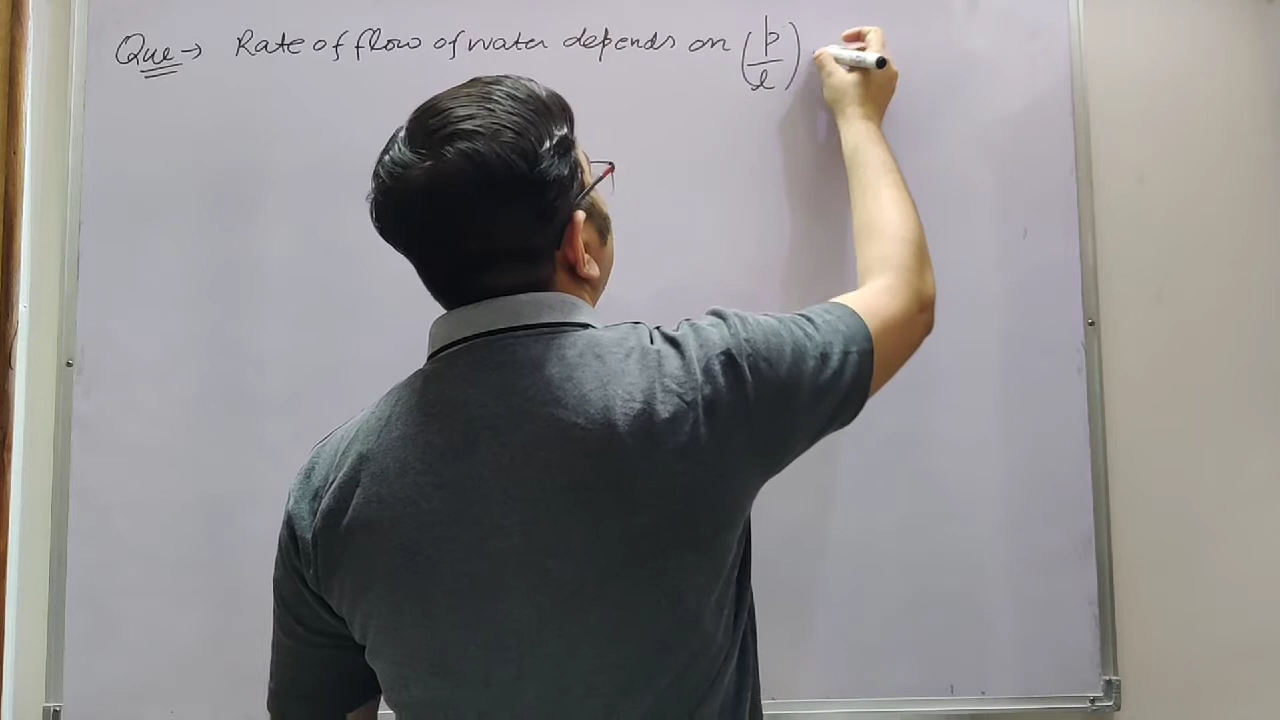 Que → Rate of flow of water depends on (p/l)